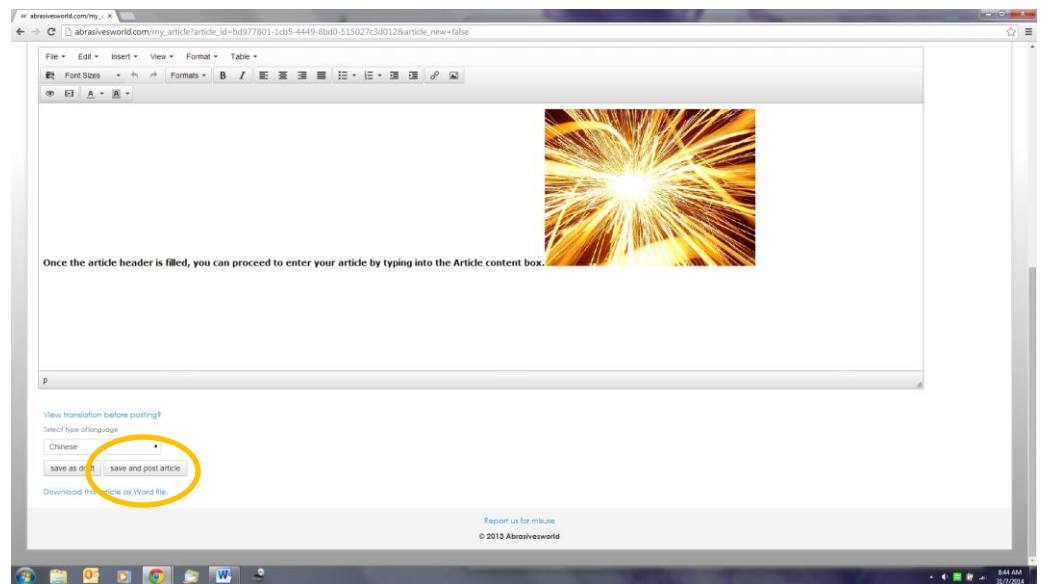 abrasivesworld.com/my_
abrasivesworld.com/my_article?article_id=bd977801-1cb5-4449-8bd0-515027c3d012&article_new=false
File Edit Insert View Format Table
Font Sizes Formats B I
A A
Once the article header is filled, you can proceed to enter your article by typing into the Article content box.
p
View translation before posting?
Select type of language
Chinese
save as draft save and post article
Download this article as Word file.
Report us for misuse
© 2013 Abrasivesworld
8:44 AM
31/7/2014